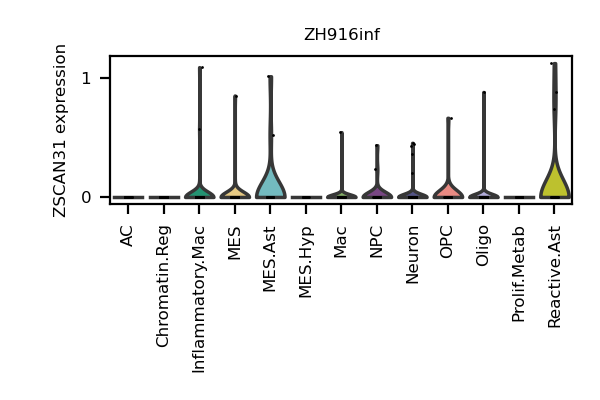 ZH916inf
ZSCAN31 expression
1
0
AC
Chromatin.Reg
Inflammatory.Mac
MES
MES.Ast
MES.Hyp
Mac
NPC
Neuron
OPC
Oligo
Prolif.Metab
Reactive.Ast